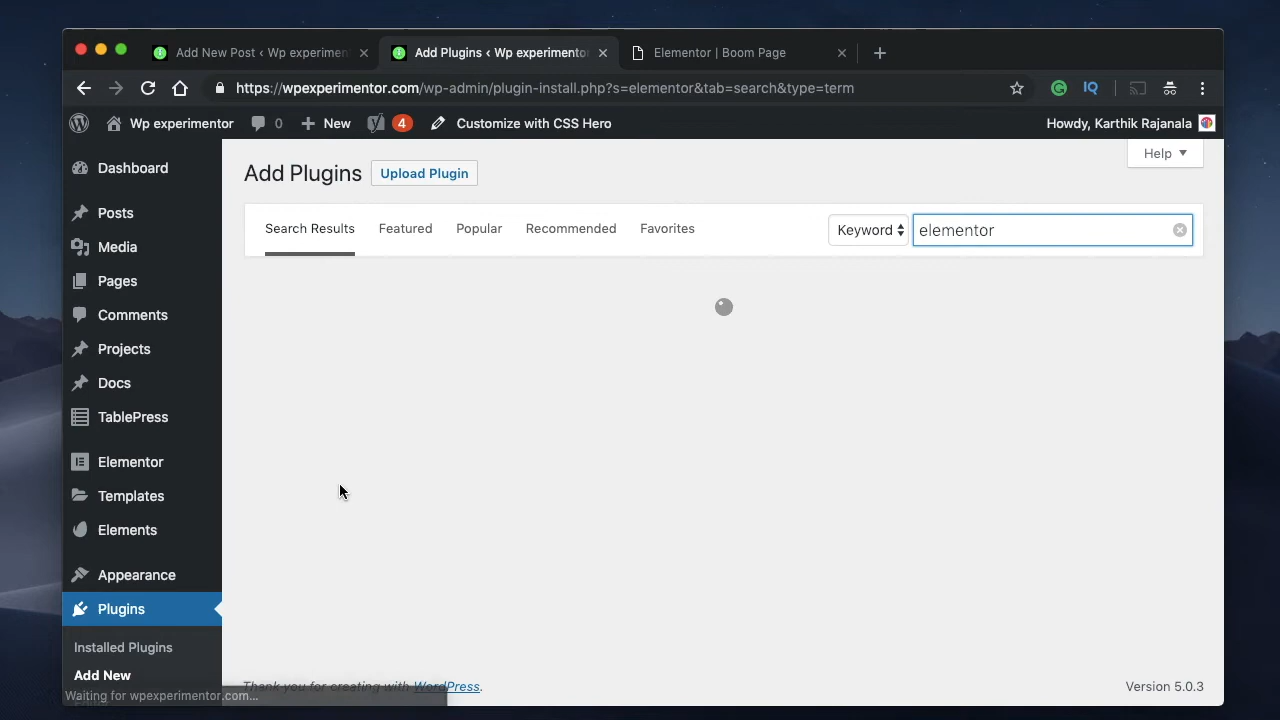 Add New Post ‹ Wp experimen
Add Plugins ‹ Wp experimento
Elementor | Boom Page
https://wpexperimentor.com/wp-admin/plugin-install.php?s=elementor&tab=search&type=term
Wp experimentor
0
New
4
Customize with CSS Hero
Howdy, Karthik Rajanala
Help
Add Plugins
Upload Plugin
Search Results
Featured
Popular
Recommended
Favorites
Keyword
elementor
Dashboard
Posts
Media
Pages
Comments
Projects
Docs
TablePress
Elementor
Templates
Elements
Appearance
Plugins
Installed Plugins
Add New
Thank you for creating with WordPress.
Version 5.0.3
Waiting for wpexperimentor.com...